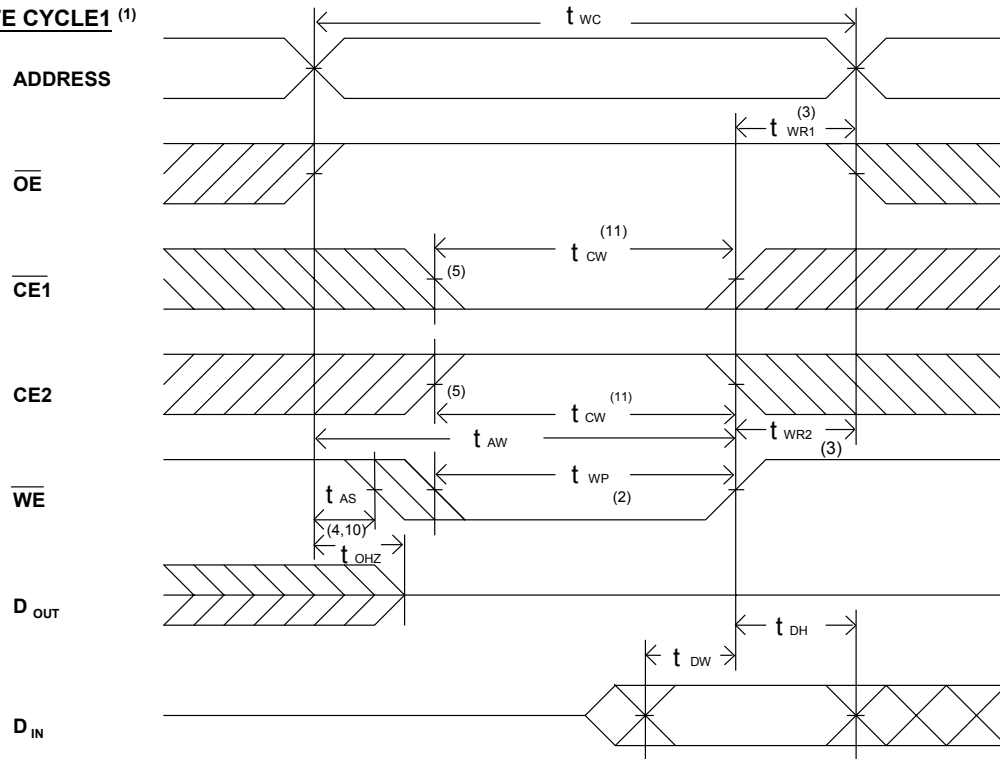 TE CYCLE1 (1)
t WC
ADDRESS
(3)
t WR1
OE
(11)
t CW
CE1
(5)
CE2
(5)
t CW (11)
t AW
t WR2
(3)
WE
t WP
(2)
t AS
(4,10)
t OHZ
D OUT
t DH
t DW
D IN